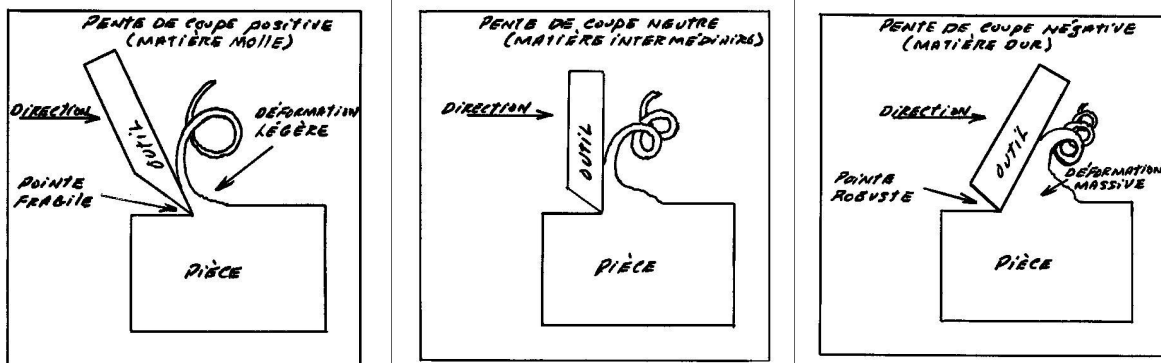 PENTE DE COUPE POSITIVE
(MATIÈRE MOLLE)
DIRECTION
OUTIL
DÉFORMATION
LÉGÈRE
POINTE
FRAGILE
PIÈCE
PENTE DE COUPE NEUTRE
(MATIÈRE INTERMÉDIAIRE)
DIRECTION
OUTIL
PIÈCE
PENTE DE COUPE NÉGATIVE
(MATIÈRE DUR)
DIRECTION
OUTIL
POINTE
ROBUSTE
DÉFORMATION
MASSIVE
PIÈCE